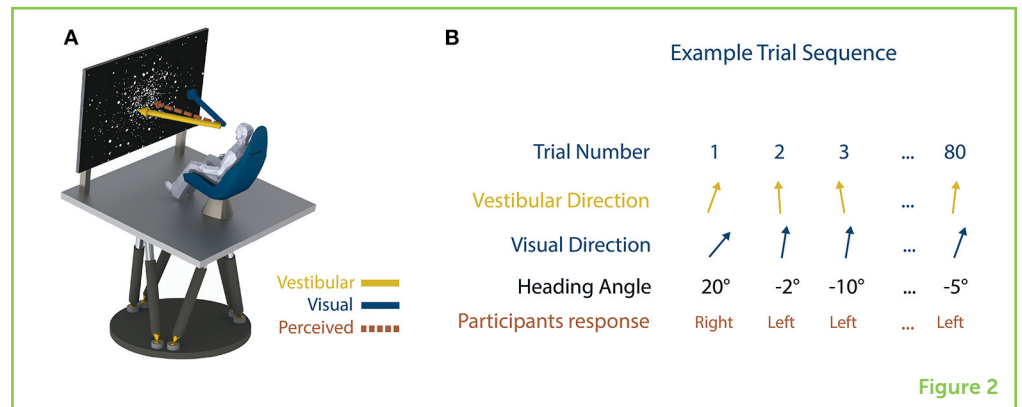 A
Vestibular
Visual
Perceived
B
Example Trial Sequence
Trial Number 1 2 3 ... 80
Vestibular Direction ...
Visual Direction ...
Heading Angle 20° -2° -10° ... -5°
Participants response Right Left Left ... Left
Figure 2